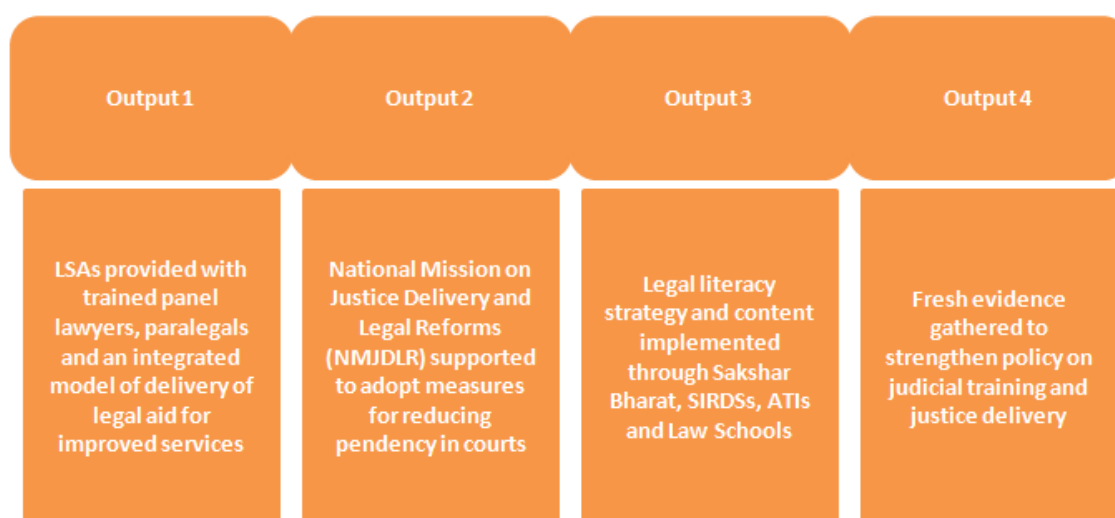 Output 1
Output 2
Output 3
Output 4
LSAs provided with
trained panel
lawyers, paralegals
and an integrated
model of delivery of
legal aid for
improved services
National Mission on
Justice Delivery and
Legal Reforms
(NMJDLR) supported
to adopt measures
for reducing
pendency in courts
Legal literacy
strategy and content
implemented
through Sakshar
Bharat, SIRDSs, ATIs
and Law Schools
Fresh evidence
gathered to
strengthen policy on
judicial training and
justice delivery